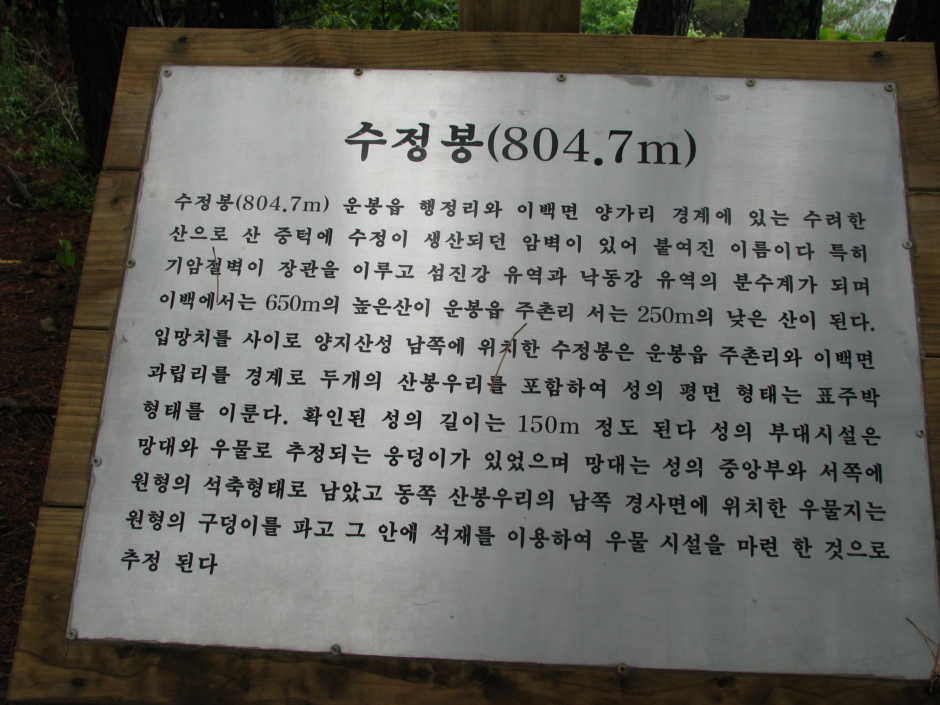 수정봉(804.7m)
수정봉(804.7m) 운봉읍 행정리와 이백면 양가리 경계에 있는 수려한
산으로 산 중턱에 수정이 생산되던 암벽이 있어 붙여진 이름이다 특히
기암절벽이 장관을 이루고 섬진강 유역과 낙동강 유역의 분수계가 되며
이백에서는 650m의 높은산이 운봉읍 주촌리 서는 250m의 낮은 산이 된다.
입망치를 사이로 양지산성 남쪽에 위치한 수정봉은 운봉읍 주촌리와 이백면
과립리를 경계로 두개의 산봉우리를 포함하여 성의 평면 형태는 표주박
형태를 이룬다. 확인된 성의 길이는 150m 정도 된다 성의 부대시설은
망대와 우물로 추정되는 웅덩이가 있었으며 망대는 성의 중앙부와 서쪽에
원형의 석축형태로 남았고 동쪽 산봉우리의 남쪽 경사면에 위치한 우물지는
원형의 구덩이를 파고 그 안에 석재를 이용하여 우물 시설을 마련 한 것으로
추정 된다